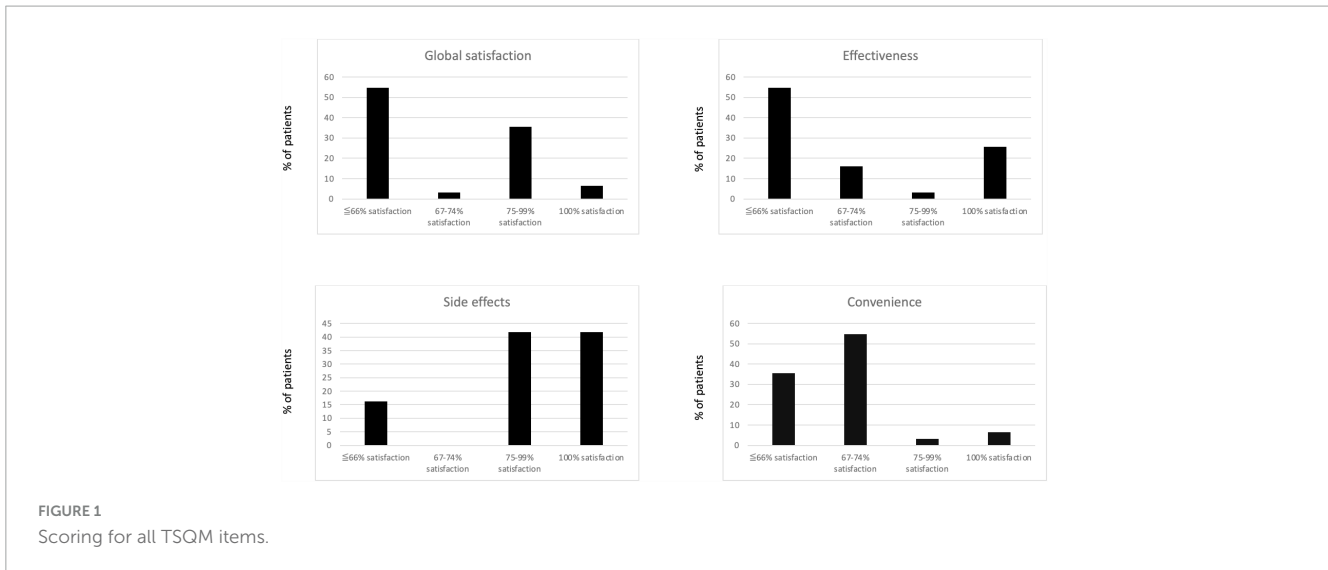 Global satisfaction
% of patients
60
50
40
30
20
10
0
≦66% satisfaction
67-74%
satisfaction
75-99%
satisfaction
100% satisfaction
Effectiveness
% of patients
60
50
40
30
20
10
0
≦66% satisfaction
67-74%
satisfaction
75-99%
satisfaction
100% satisfaction
Side effects
% of patients
45
40
35
30
25
20
15
10
5
0
≦66% satisfaction
67-74%
satisfaction
75-99%
satisfaction
100% satisfaction
Convenience
% of patients
60
50
40
30
20
10
0
≦66% satisfaction
67-74%
satisfaction
75-99%
satisfaction
100% satisfaction
FIGURE 1
Scoring for all TSQM items.